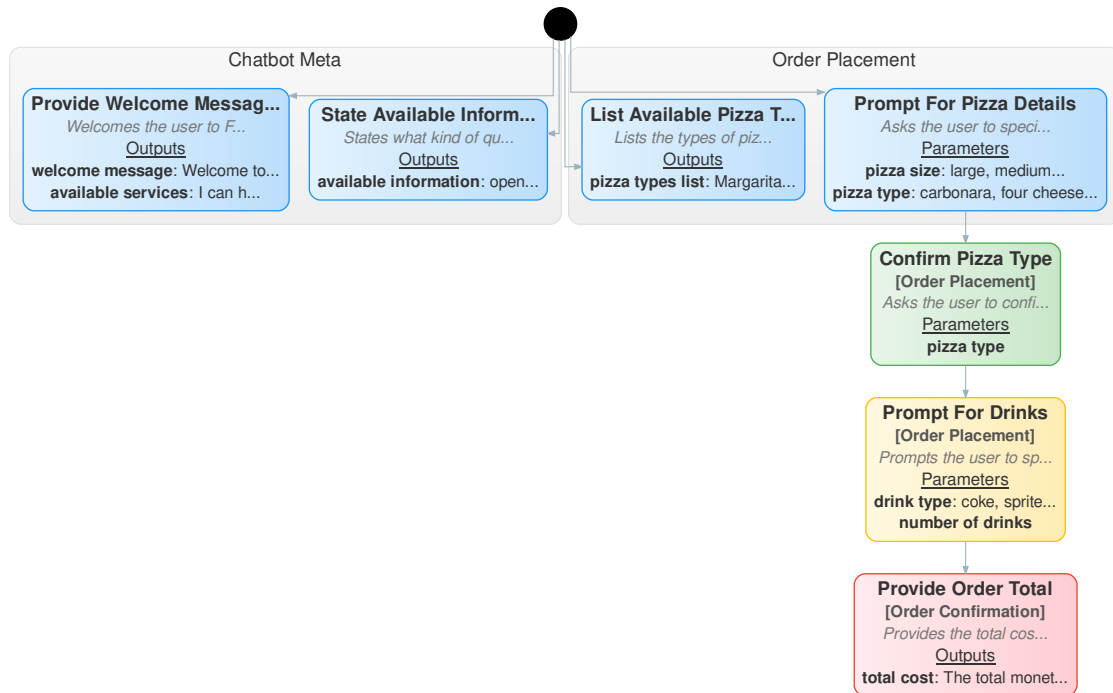 Chatbot Meta
Order Placement
Provide Welcome Messag...
Welcomes the user to F...
Outputs
welcome message: Welcome to...
available services: I can h...
State Available Inform...
States what kind of qu...
Outputs
available information: open...
List Available Pizza T...
Lists the types of piz...
Outputs
pizza types list: Margarita...
Prompt For Pizza Details
Asks the user to speci...
Parameters
pizza size: large, medium...
pizza type: carbonara, four cheese...
Confirm Pizza Type
[Order Placement]
Asks the user to confi...
Parameters
pizza type
Prompt For Drinks
[Order Placement]
Prompts the user to sp...
Parameters
drink type: coke, sprite...
number of drinks
Provide Order Total
[Order Confirmation]
Provides the total cos...
Outputs
total cost: The total monet...